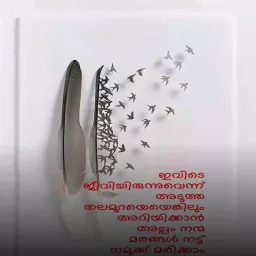 ഇവിടെ
ജീവിച്ചിരുന്നുവെന്ന്
അടുത്ത
തലമുറയെയെങ്കിലും
അറിയിക്കാൻ
അല്പം നന്മ
മരങ്ങൾ നട്ട്
നമുക്ക് മരിക്കാം